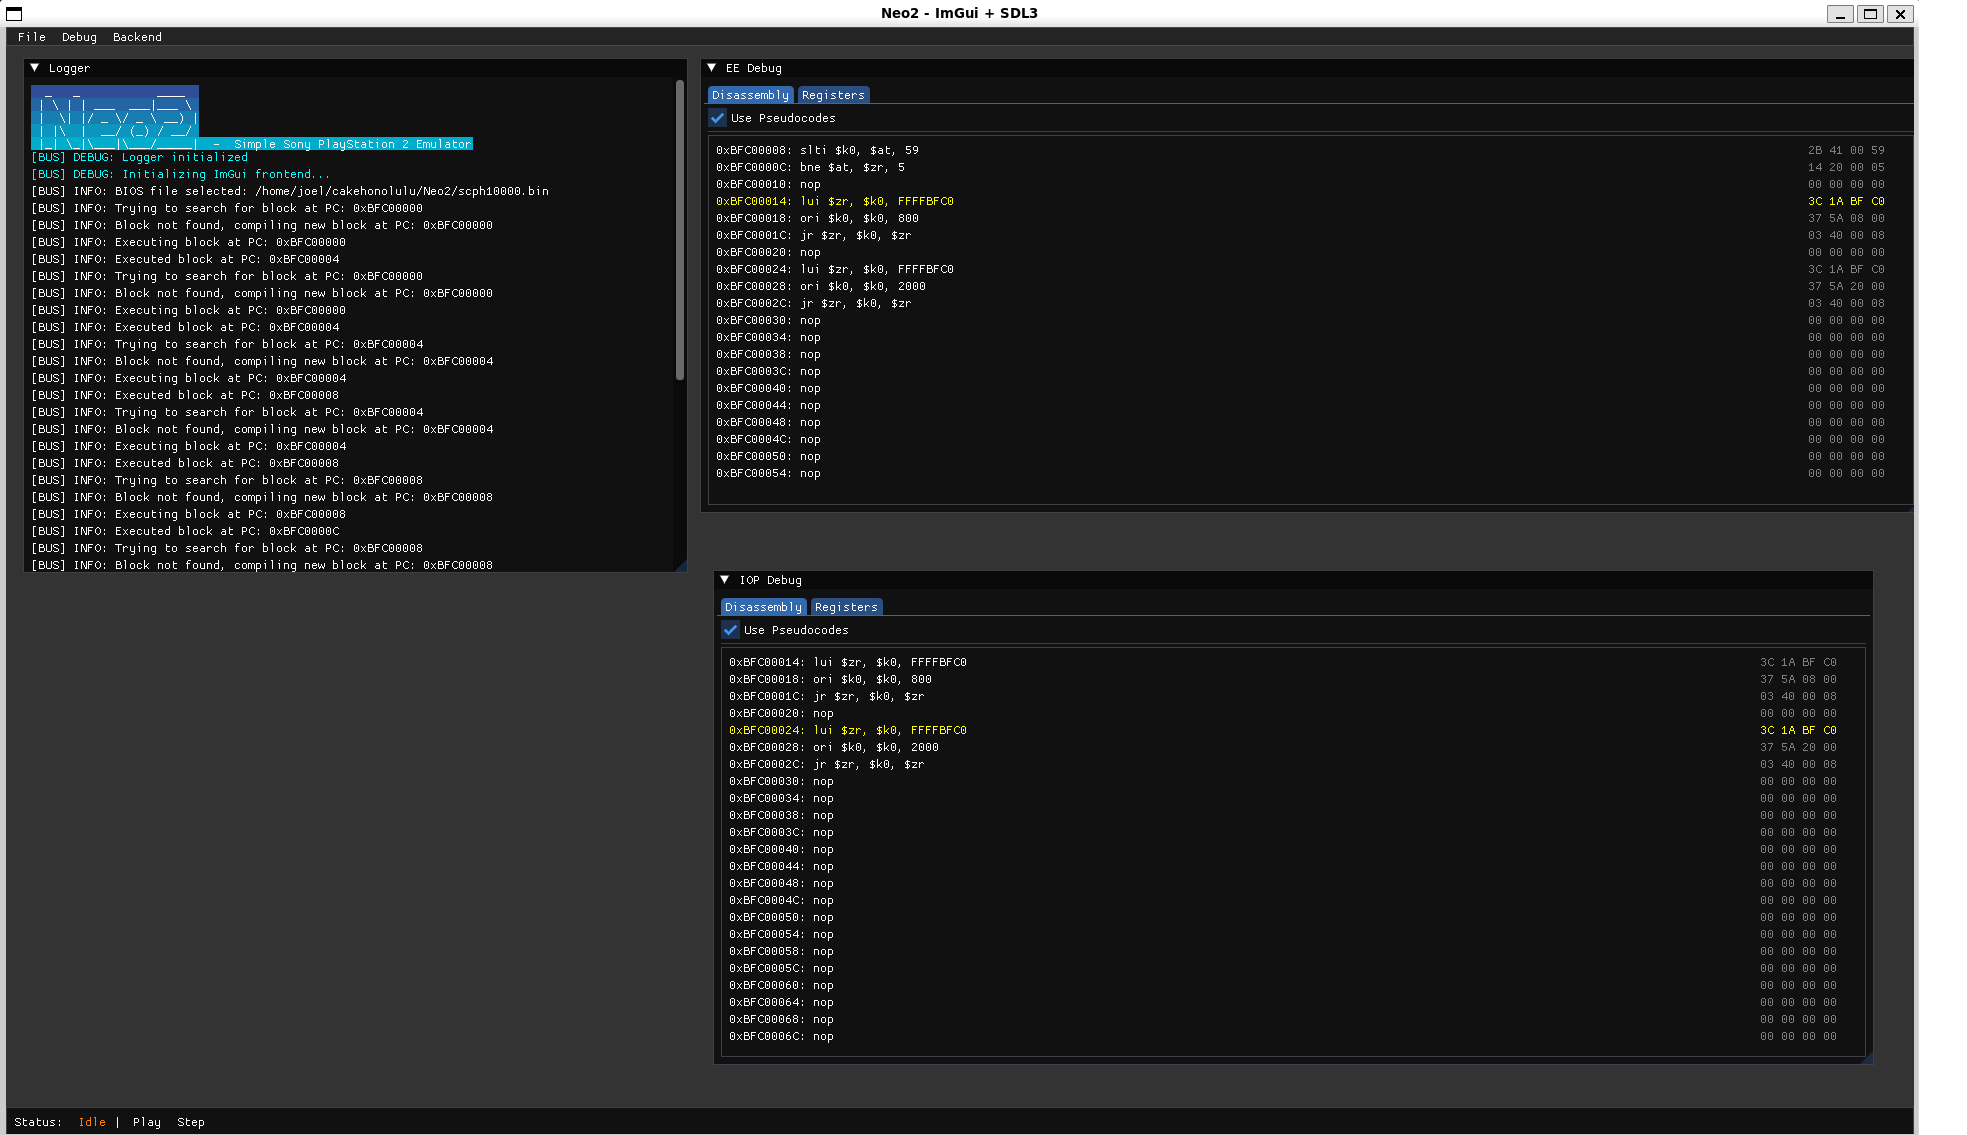 Neo2 - ImGui + SDL3
File Debug Backend
Logger
Neo2 - Simple Sony PlayStation 2 Emulator
[BUS] DEBUG: Logger initialized
[BUS] DEBUG: Initializing ImGui frontend...
[BUS] INFO: BIOS file selected: /home/joel/cakehonolulu/Neo2/scph10000.bin
[BUS] INFO: Trying to search for block at PC: 0xBFC00000
[BUS] INFO: Block not found, compiling new block at PC: 0xBFC00000
[BUS] INFO: Executing block at PC: 0xBFC00000
[BUS] INFO: Executed block at PC: 0xBFC00004
[BUS] INFO: Trying to search for block at PC: 0xBFC00000
[BUS] INFO: Block not found, compiling new block at PC: 0xBFC00000
[BUS] INFO: Executing block at PC: 0xBFC00000
[BUS] INFO: Executed block at PC: 0xBFC00004
[BUS] INFO: Trying to search for block at PC: 0xBFC00004
[BUS] INFO: Block not found, compiling new block at PC: 0xBFC00004
[BUS] INFO: Executing block at PC: 0xBFC00004
[BUS] INFO: Executed block at PC: 0xBFC00008
[BUS] INFO: Trying to search for block at PC: 0xBFC00004
[BUS] INFO: Block not found, compiling new block at PC: 0xBFC00004
[BUS] INFO: Executing block at PC: 0xBFC00004
[BUS] INFO: Executed block at PC: 0xBFC00008
[BUS] INFO: Trying to search for block at PC: 0xBFC00008
[BUS] INFO: Block not found, compiling new block at PC: 0xBFC00008
[BUS] INFO: Executing block at PC: 0xBFC00008
[BUS] INFO: Executed block at PC: 0xBFC0000C
[BUS] INFO: Trying to search for block at PC: 0xBFC00008
[BUS] INFO: Block not found, compiling new block at PC: 0xBFC00008
EE Debug
Disassembly Registers
Use Pseudocodes
0xBFC00008: slti $k0, $at, 59 2B 41 00 59
0xBFC0000C: bne $at, $zr, 5 14 20 00 05
0xBFC00010: nop 00 00 00 00
0xBFC00014: lui $zr, $k0, FFFFBFC0 3C 1A BF C0
0xBFC00018: ori $k0, $k0, 800 37 5A 08 00
0xBFC0001C: jr $zr, $k0, $zr 03 40 00 08
0xBFC00020: nop 00 00 00 00
0xBFC00024: lui $zr, $k0, FFFFBFC0 3C 1A BF C0
0xBFC00028: ori $k0, $k0, 2000 37 5A 20 00
0xBFC0002C: jr $zr, $k0, $zr 03 40 00 08
0xBFC00030: nop 00 00 00 00
0xBFC00034: nop 00 00 00 00
0xBFC00038: nop 00 00 00 00
0xBFC0003C: nop 00 00 00 00
0xBFC00040: nop 00 00 00 00
0xBFC00044: nop 00 00 00 00
0xBFC00048: nop 00 00 00 00
0xBFC0004C: nop 00 00 00 00
0xBFC00050: nop 00 00 00 00
0xBFC00054: nop 00 00 00 00
IOP Debug
Disassembly Registers
Use Pseudocodes
0xBFC00014: lui $zr, $k0, FFFFBFC0 3C 1A BF C0
0xBFC00018: ori $k0, $k0, 800 37 5A 08 00
0xBFC0001C: jr $zr, $k0, $zr 03 40 00 08
0xBFC00020: nop 00 00 00 00
0xBFC00024: lui $zr, $k0, FFFFBFC0 3C 1A BF C0
0xBFC00028: ori $k0, $k0, 2000 37 5A 20 00
0xBFC0002C: jr $zr, $k0, $zr 03 40 00 08
0xBFC00030: nop 00 00 00 00
0xBFC00034: nop 00 00 00 00
0xBFC00038: nop 00 00 00 00
0xBFC0003C: nop 00 00 00 00
0xBFC00040: nop 00 00 00 00
0xBFC00044: nop 00 00 00 00
0xBFC00048: nop 00 00 00 00
0xBFC0004C: nop 00 00 00 00
0xBFC00050: nop 00 00 00 00
0xBFC00054: nop 00 00 00 00
0xBFC00058: nop 00 00 00 00
0xBFC0005C: nop 00 00 00 00
0xBFC00060: nop 00 00 00 00
0xBFC00064: nop 00 00 00 00
0xBFC00068: nop 00 00 00 00
0xBFC0006C: nop 00 00 00 00
Status: Idle | Play Step